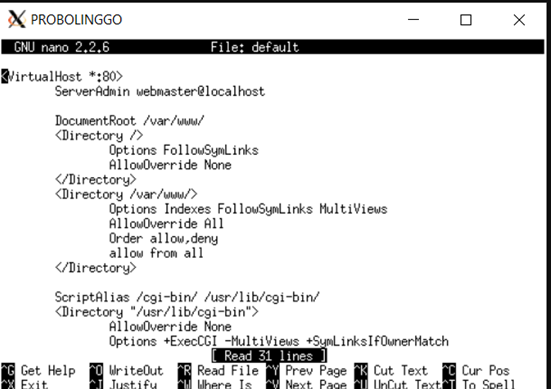 PROBOLINGGO
GNU nano 2.2.6 File: default
<VirtualHost *:80>
ServerAdmin webmaster@localhost
DocumentRoot /var/www/
<Directory />
Options FollowSymLinks
AllowOverride None
</Directory>
<Directory /var/www/>
Options Indexes FollowSymLinks MultiViews
AllowOverride All
Order allow,deny
allow from all
</Directory>
ScriptAlias /cgi-bin/ /usr/lib/cgi-bin/
<Directory "/usr/lib/cgi-bin">
AllowOverride None
Options +ExecCGI -MultiViews +SymLinksIfOwnerMatch
[ Read 31 lines ]
^G Get Help ^O WriteOut ^R Read File ^Y Prev Page ^K Cut Text ^C Cur Pos
^X Exit ^J Justify ^W Where Is ^V Next Page ^U UnCut Text ^T To Spell